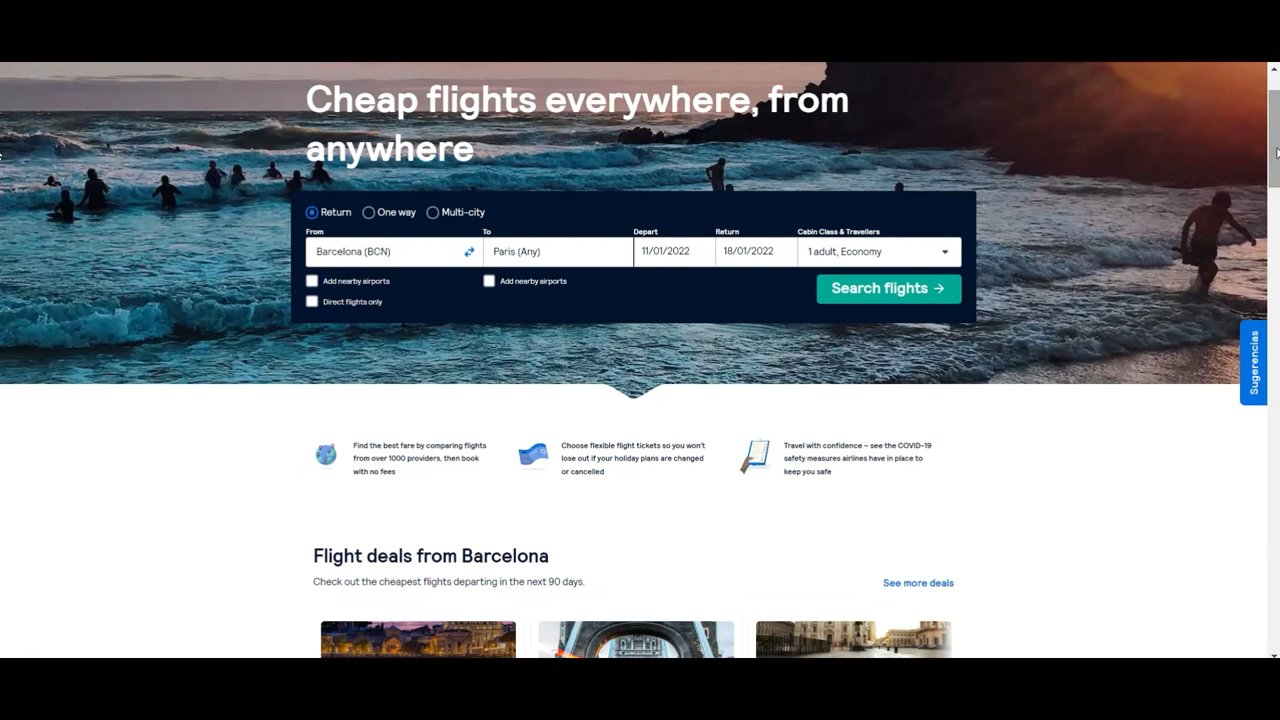 Cheap flights everywhere, from
anywhere
Return One way Multi-city
From To Depart Return Cabin Class & Travellers
Barcelona (BCN) Paris (Any) 11/01/2022 18/01/2022 1 adult, Economy
Add nearby airports Add nearby airports
Direct flights only
Search flights
Sugerencias
Find the best fare by comparing flights
from over 1000 providers, then book
with no fees
Choose flexible flight tickets so you won't
lose out if your holiday plans are changed
or cancelled
Travel with confidence – see the COVID-19
safety measures airlines have in place to
keep you safe
Flight deals from Barcelona
Check out the cheapest flights departing in the next 90 days.
See more deals